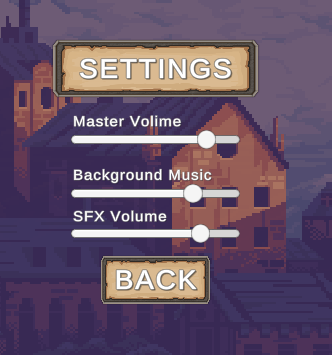 SETTINGS
Master Volime
Background Music
SFX Volume
BACK